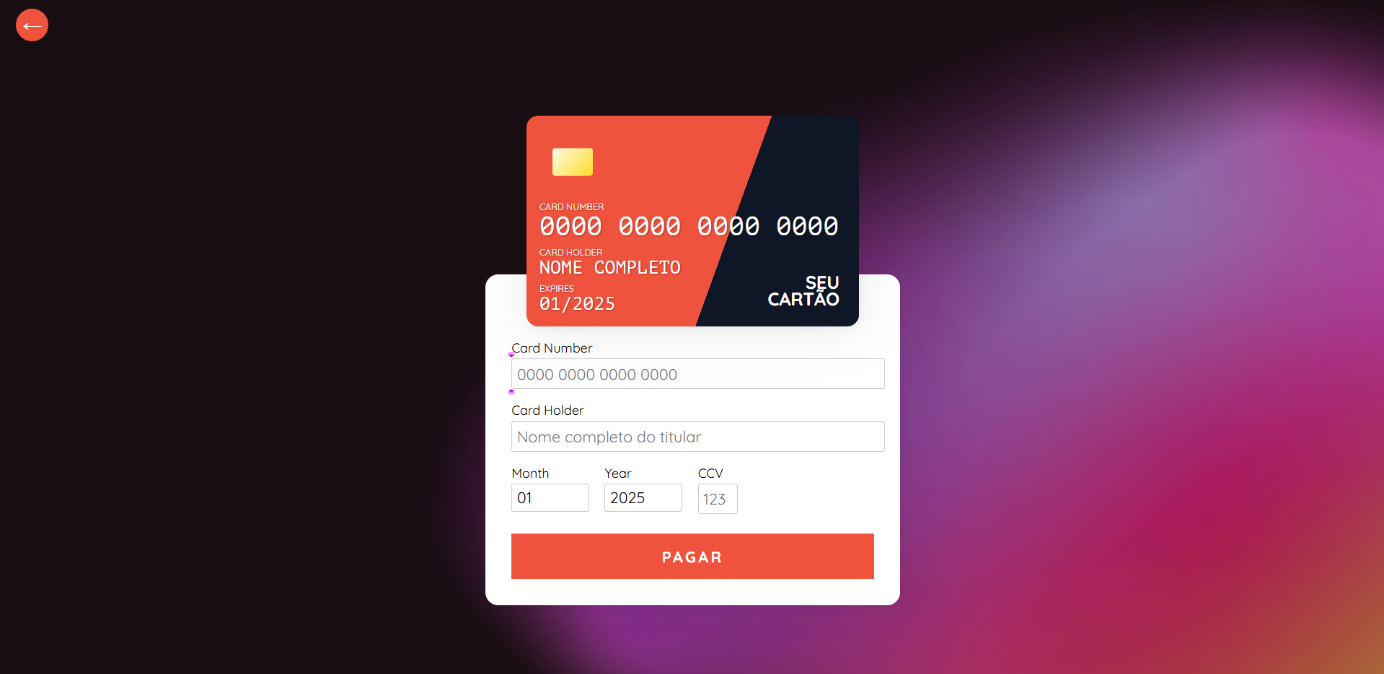 ←
CARD NUMBER
0000 0000 0000 0000
CARD HOLDER
NOME COMPLETO
EXPIRES
01/2025
SEU
CARTÃO
Card Number
0000 0000 0000 0000
Card Holder
Nome completo do titular
Month Year CCV
01 2025 123
PAGAR